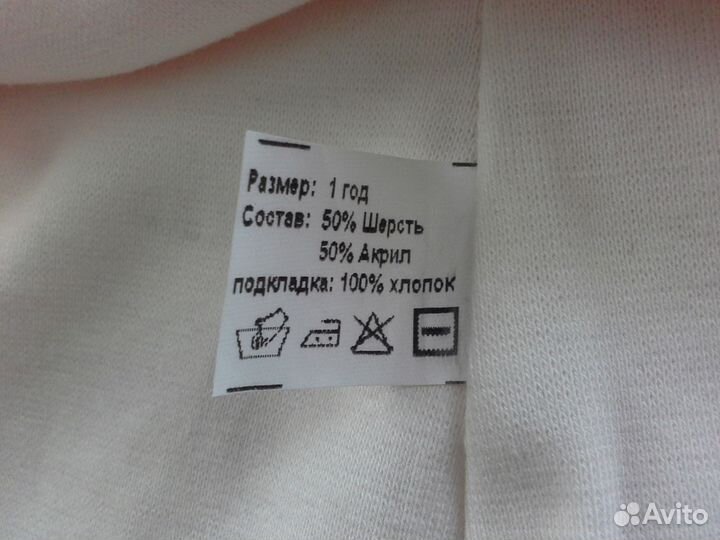 Размер: 1 год
Состав: 50% Шерсть
50% Акрил
подкладка: 100% хлопок
Avito